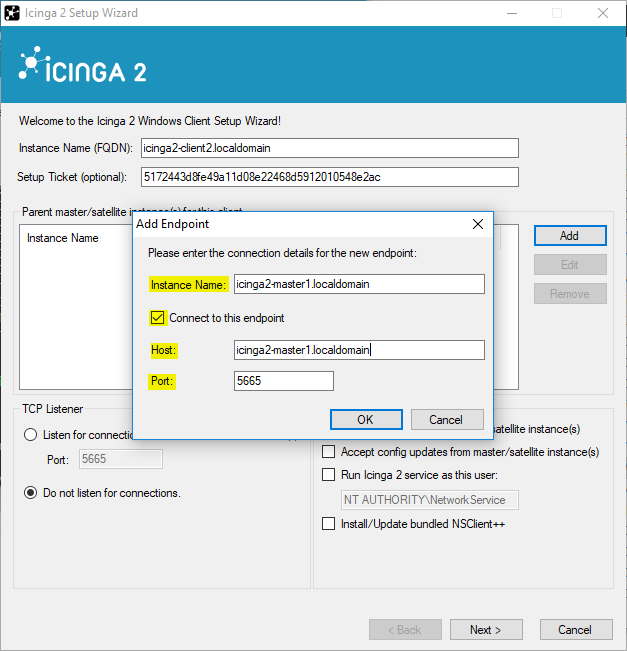 Icinga 2 Setup Wizard
ICINGA 2
Welcome to the Icinga 2 Windows Client Setup Wizard!
Instance Name (FQDN): icinga2-client2.localdomain
Setup Ticket (optional): 5172443d8fe49a11d08e22468d5912010548e2ac
Parent master/satellite instance(s) for this client
Instance Name
Add
Edit
Remove
Add Endpoint
Please enter the connection details for the new endpoint:
Instance Name: icinga2-master1.localdomain
Connect to this endpoint
Host: icinga2-master1.localdomain
Port: 5665
OK Cancel
TCP Listener
Listen for connectio
Port: 5665
Do not listen for connections.
satellite instance(s)
Accept config updates from master/satellite instance(s)
Run Icinga 2 service as this user:
NT AUTHORITY\NetworkService
Install/Update bundled NSClient++
< Back Next > Cancel